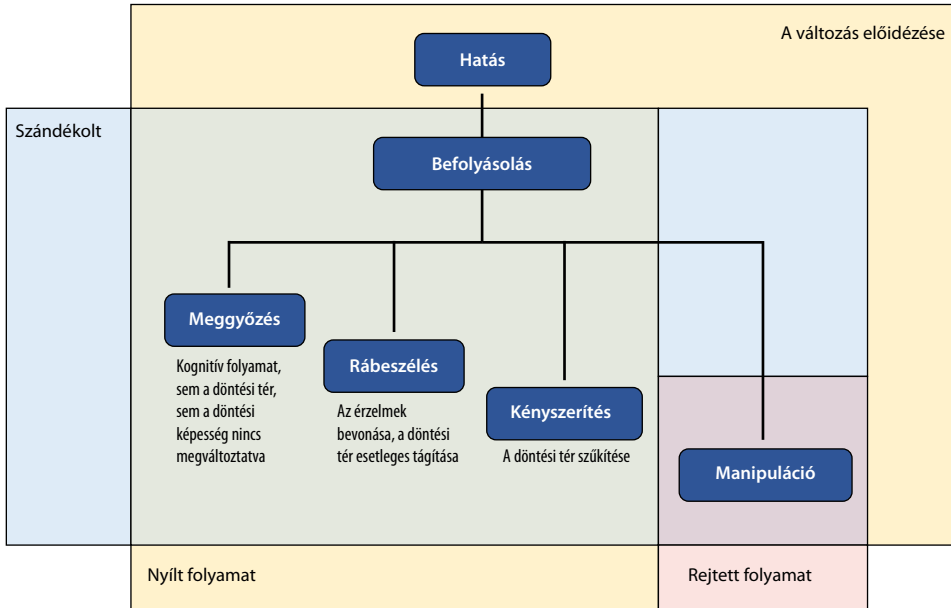 A változás előidézése
Hatás
Szándékolt
Befolyásolás
Meggyőzés
Kognitív folyamat,
sem a döntési tér,
sem a döntési
képesség nincs
megváltoztatva
Rábeszélés
Az érzelmek
bevonása, a döntési
tér esetleges tágítása
Kényszerítés
A döntési tér szűkítése
Manipuláció
Nyílt folyamat
Rejtett folyamat